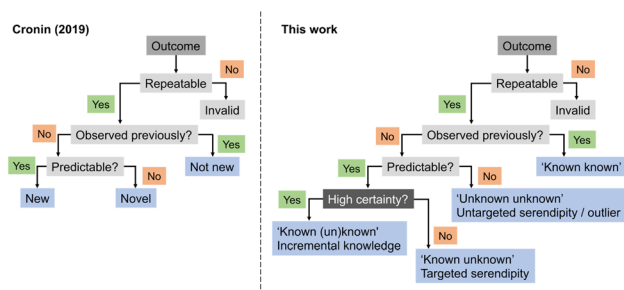 Cronin (2019)
Outcome
Repeatable
No
Yes
Invalid
No
Observed previously?
Yes
Yes
Predictable?
No
Not new
New
Novel
This work
Outcome
Repeatable
No
Yes
Invalid
No
Observed previously?
Yes
Yes
Predictable?
No
‘Known known’
Yes
High certainty?
‘Unknown unknown’
Untargeted serendipity / outlier
‘Known (un)known’
Incremental knowledge
No
‘Known unknown’
Targeted serendipity